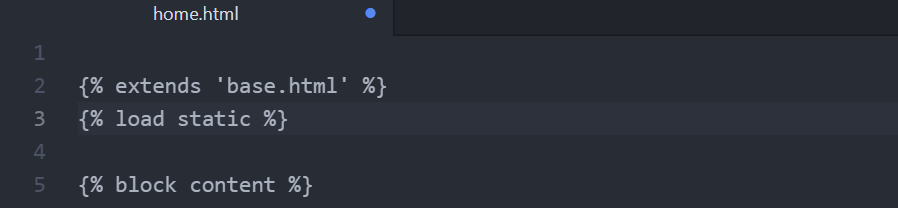 home.html
1
2 {% extends 'base.html' %}
3 {% load static %}
4
5 {% block content %}